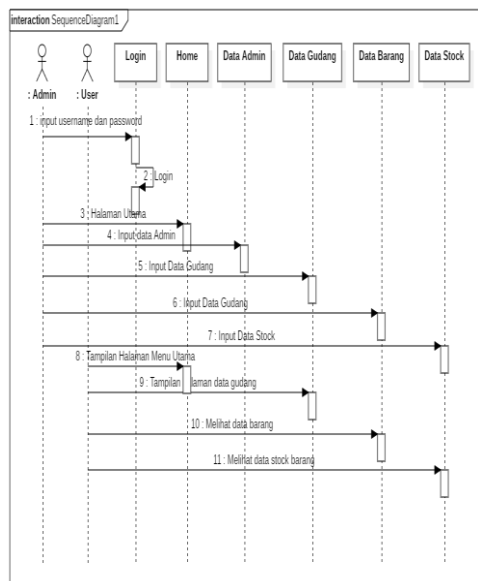 interaction SequenceDiagram1
Login
Home
Data Admin
Data Gudang
Data Barang
Data Stock
: Admin
: User
1 : input username dan password
2 : Login
3 : Halaman Utama
4 : Input data Admin
5 : Input Data Gudang
6 : Input Data Gudang
7 : Input Data Stock
8 : Tampilan Halaman Menu Utama
9 : Tampilan laman data gudang
10 : Melihat data barang
11 : Melihat data stock barang